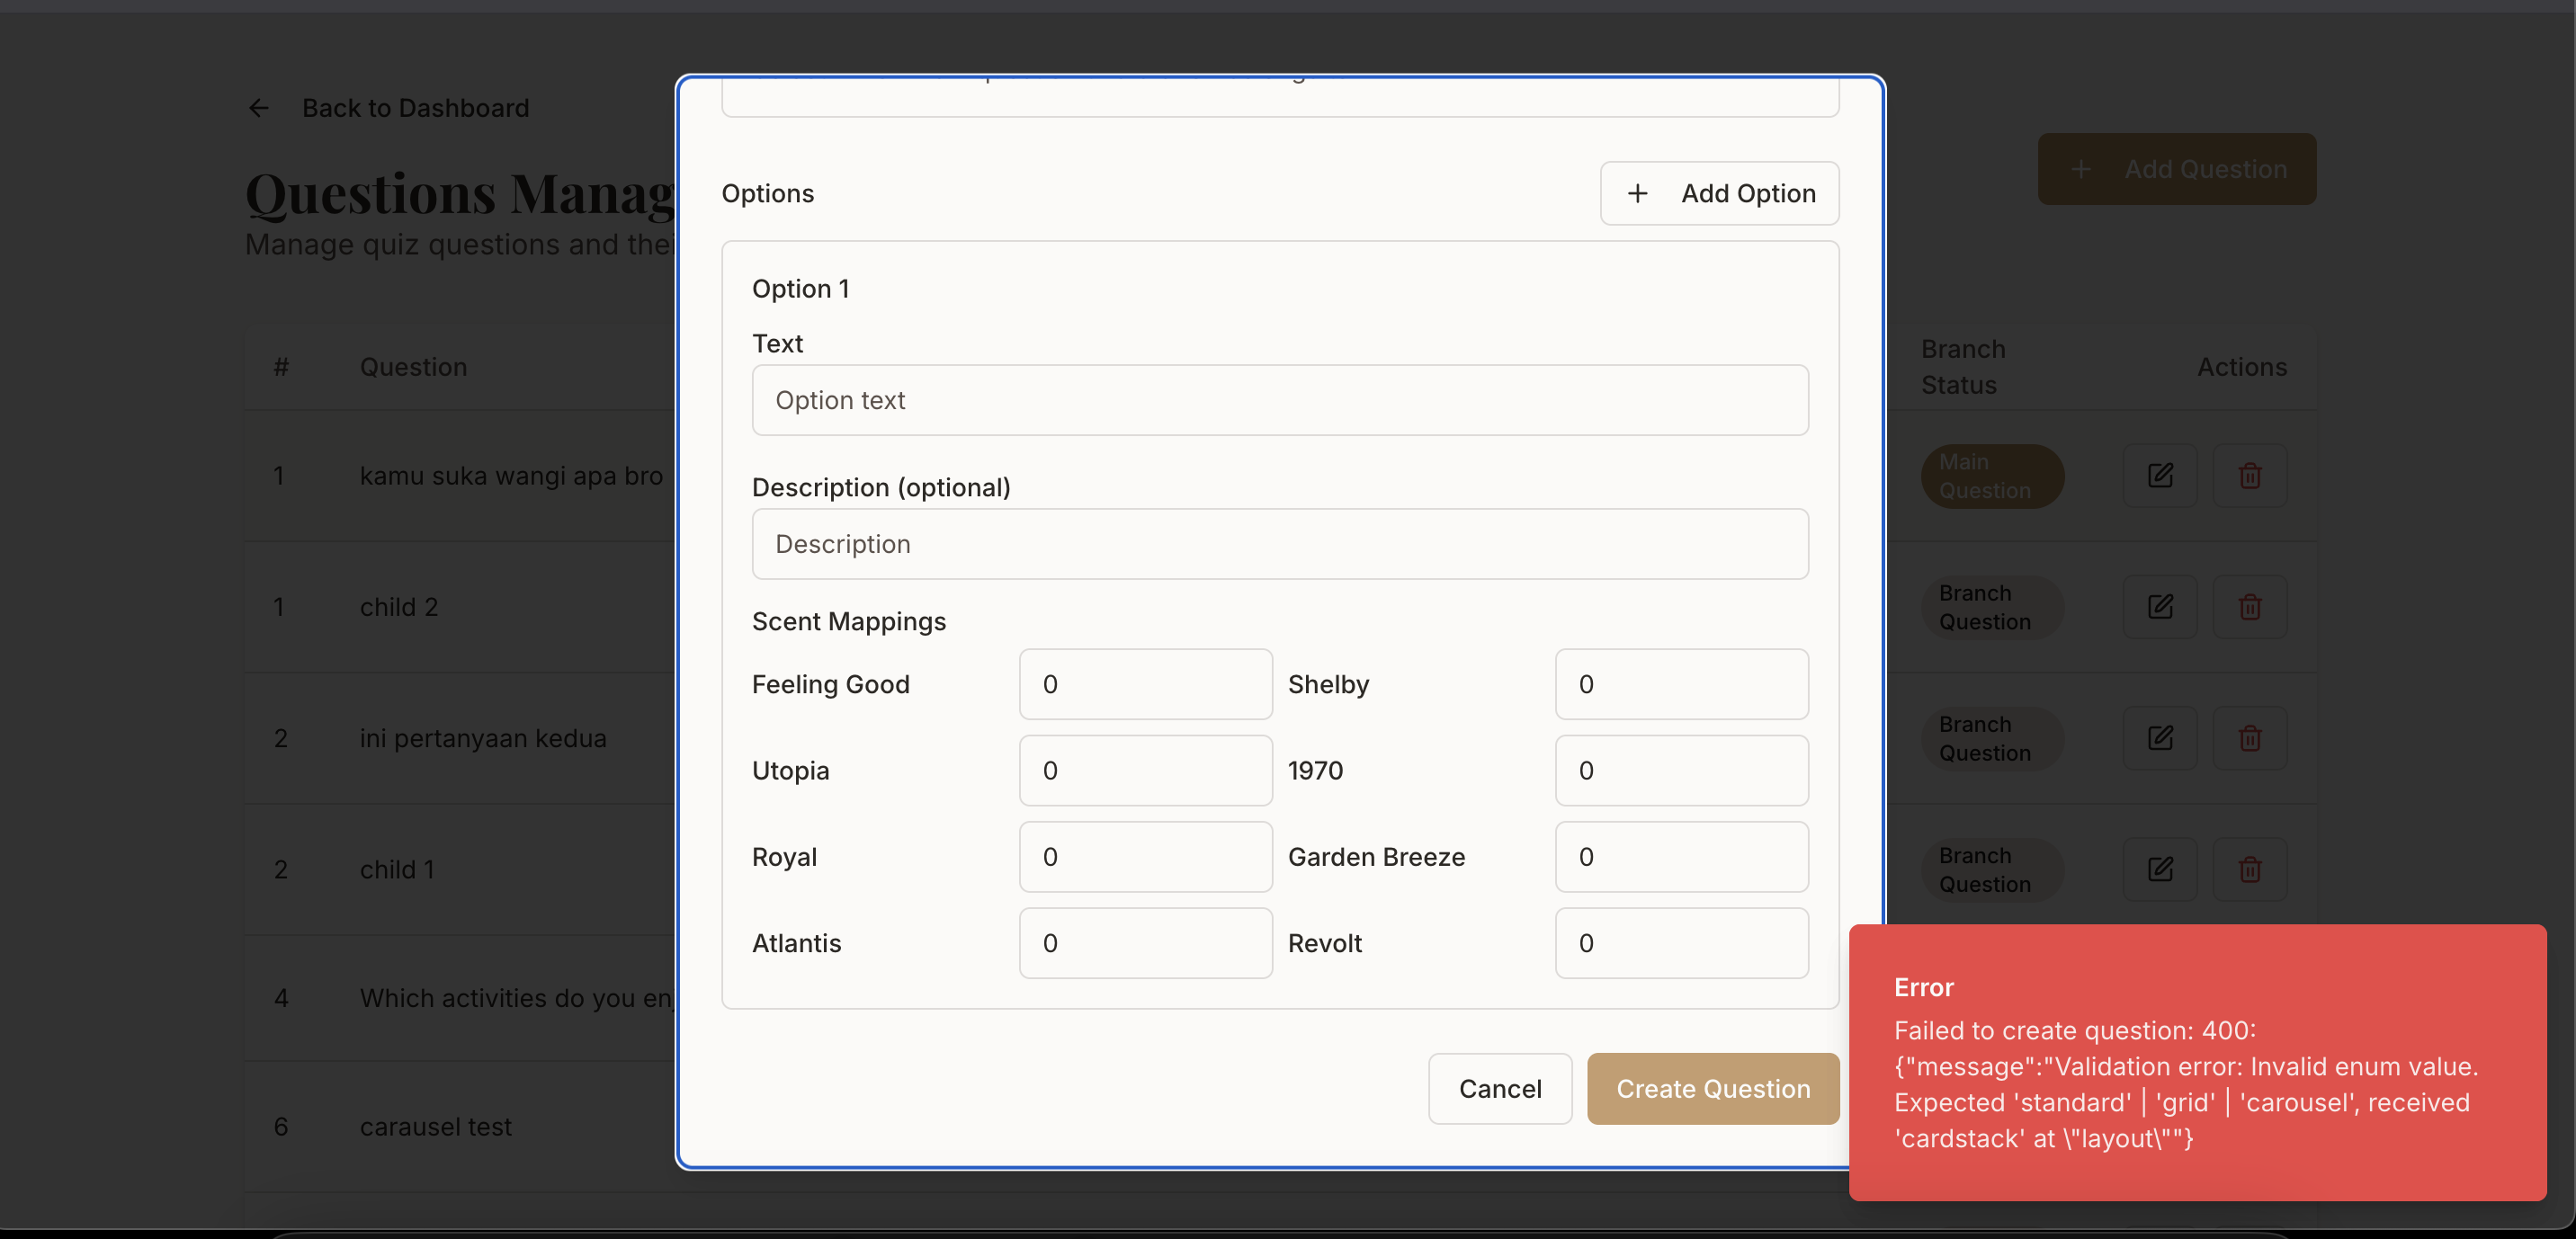 Back to Dashboard
Add Question
Questions Manag
Manage quiz questions and thei
# Question Branch Status Actions
1 kamu suka wangi apa bro Main Question
1 child 2 Branch Question
2 ini pertanyaan kedua Branch Question
2 child 1 Branch Question
4 Which activities do you en
6 carausel test
Options
Add Option
Option 1
Text
Option text
Description (optional)
Description
Scent Mappings
Feeling Good 0 Shelby 0
Utopia 0 1970 0
Royal 0 Garden Breeze 0
Atlantis 0 Revolt 0
Cancel
Create Question
Error
Failed to create question: 400:
{"message":"Validation error: Invalid enum value.
Expected 'standard' | 'grid' | 'carousel', received
'cardstack' at \"layout\""}